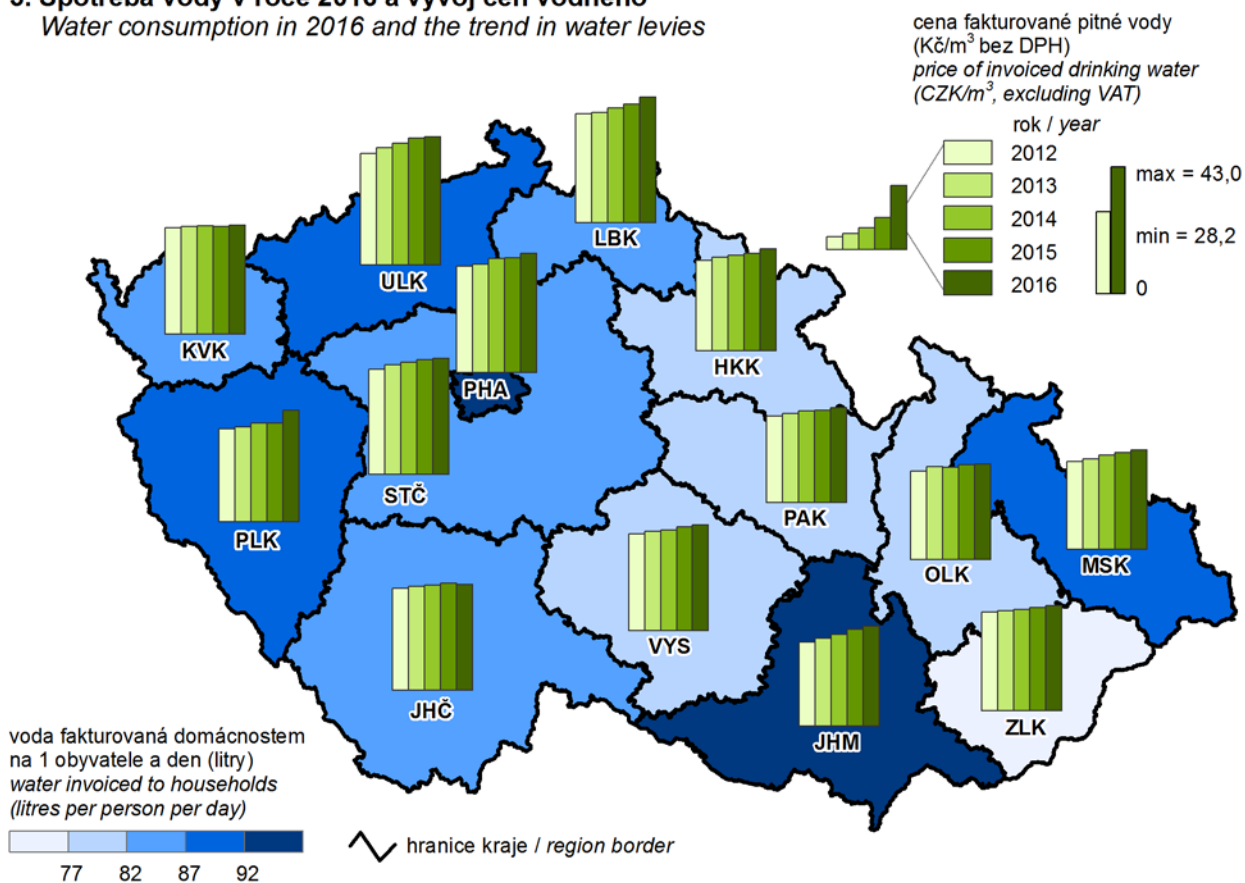 Water consumption in 2016 and the trend in water levies
cena fakturované pitné vody
(Kč/m³ bez DPH)
price of invoiced drinking water
(CZK/m³, excluding VAT)
rok / year
2012
2013
2014
2015
2016
max = 43,0
min = 28,2
0
LBK
ULK
KVK
HKK
PHA
STČ
PAK
PLK
OLK
MSK
VYS
JHČ
ZLK
JHM
voda fakturovaná domácnostem
na 1 obyvatele a den (litry)
water invoiced to households
(litres per person per day)
77 82 87 92
hranice kraje / region border